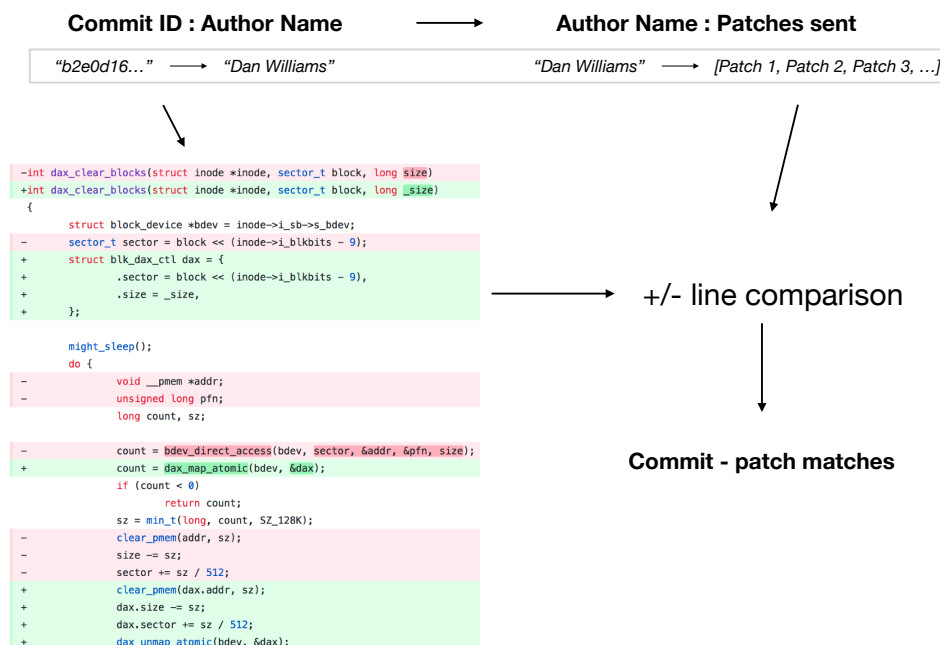 Commit ID : Author Name
Author Name : Patches sent
“b2e0d16…”
“Dan Williams”
“Dan Williams”
[Patch 1, Patch 2, Patch 3, …]
-int dax_clear_blocks(struct inode *inode, sector_t block, long size)
+int dax_clear_blocks(struct inode *inode, sector_t block, long _size)
{
struct block_device *bdev = inode->i_sb->s_bdev;
- sector_t sector = block << (inode->i_blkbits - 9);
+ struct blk_dax_ctl dax = {
+ .sector = block << (inode->i_blkbits - 9),
+ .size = _size,
+ };
might_sleep();
do {
- void __pmem *addr;
- unsigned long pfn;
long count, sz;
- count = bdev_direct_access(bdev, sector, &addr, &pfn, size);
+ count = dax_map_atomic(bdev, &dax);
if (count < 0)
return count;
sz = min_t(long, count, SZ_128K);
- clear_pmem(addr, sz);
- size -= sz;
- sector += sz / 512;
+ clear_pmem(dax.addr, sz);
+ dax.size -= sz;
+ dax.sector += sz / 512;
+ dax_unmap_atomic(bdev, &dax);
+/- line comparison
Commit - patch matches